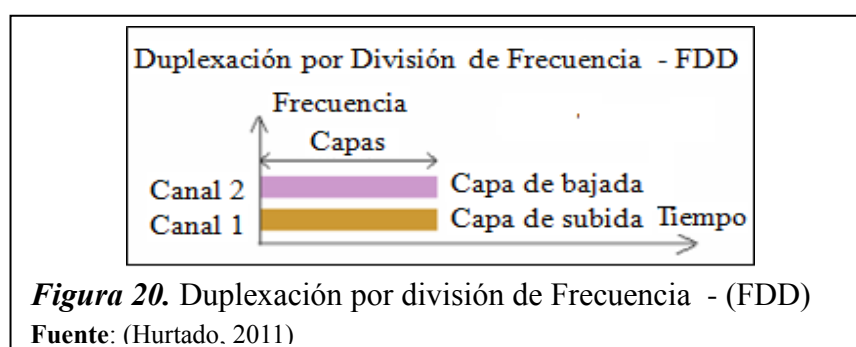 Duplexación por División de Frecuencia - FDD
Frecuencia
Capas
Canal 2 Capa de bajada
Canal 1 Capa de subida Tiempo
Figura 20. Duplexación por división de Frecuencia - (FDD)
Fuente: (Hurtado, 2011)